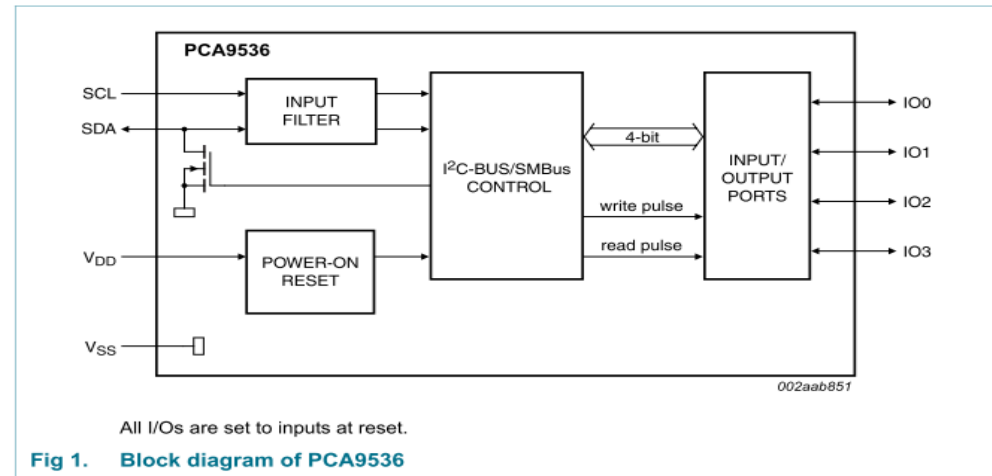 PCA9536
SCL
SDA
INPUT
FILTER
I²C-BUS/SMBus
CONTROL
4-bit
write pulse
read pulse
INPUT/
OUTPUT
PORTS
IO0
IO1
IO2
IO3
VDD
POWER-ON
RESET
VSS
002aab851
All I/Os are set to inputs at reset.
Fig 1. Block diagram of PCA9536